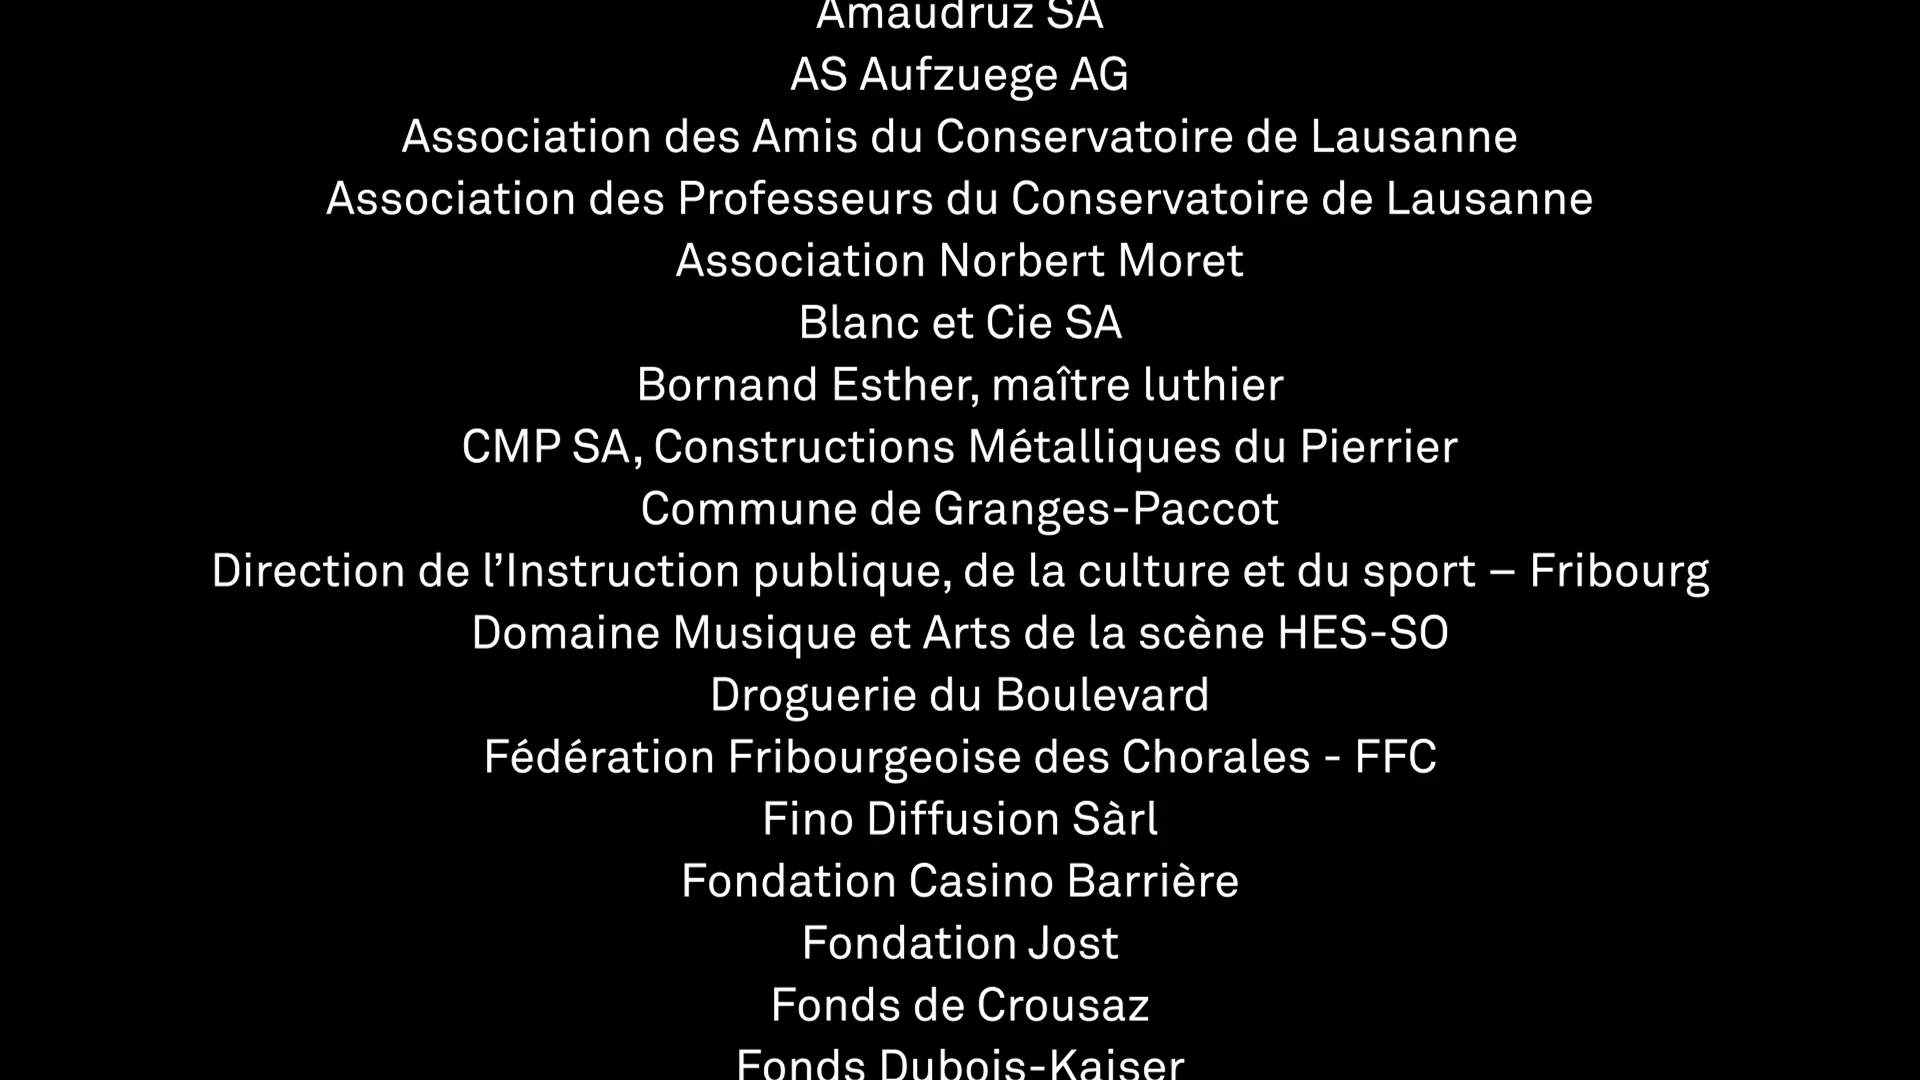 Amaudruz SA
AS Aufzuege AG
Association des Amis du Conservatoire de Lausanne
Association des Professeurs du Conservatoire de Lausanne
Association Norbert Moret
Blanc et Cie SA
Bornand Esther, maître luthier
CMP SA, Constructions Métalliques du Pierrier
Commune de Granges-Paccot
Direction de l’Instruction publique, de la culture et du sport – Fribourg
Domaine Musique et Arts de la scène HES-SO
Droguerie du Boulevard
Fédération Fribourgeoise des Chorales - FFC
Fino Diffusion Sàrl
Fondation Casino Barrière
Fondation Jost
Fonds de Crousaz
Fonds Dubois-Kaiser